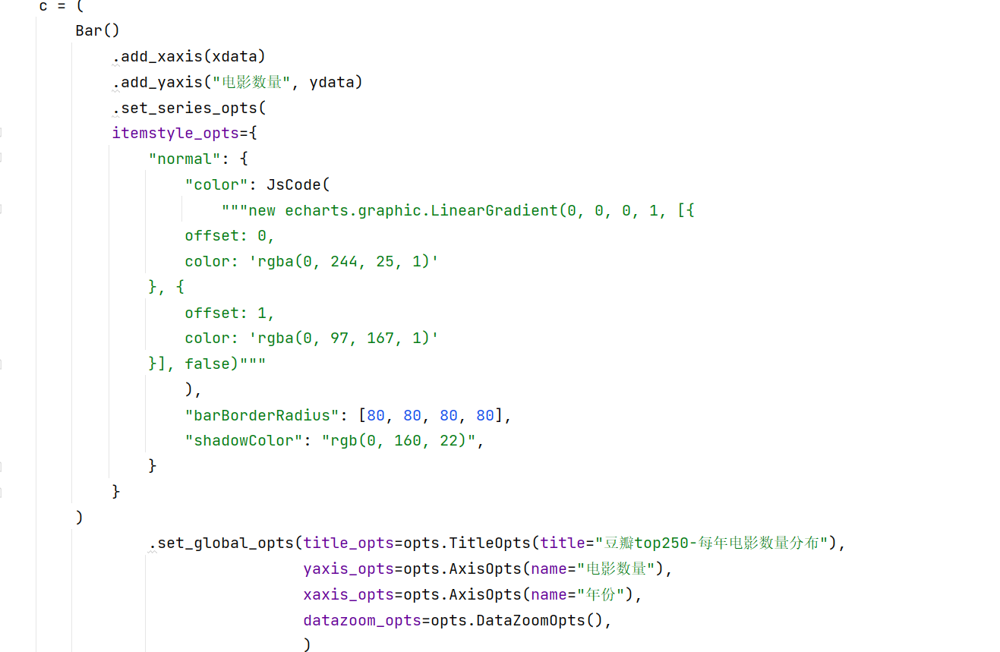 c = (
Bar()
.add_xaxis(xdata)
.add_yaxis("电影数量", ydata)
.set_series_opts(
itemstyle_opts={
"normal": {
"color": JsCode(
"""new echarts.graphic.LinearGradient(0, 0, 0, 1, [{
offset: 0,
color: 'rgba(0, 244, 25, 1)'
}, {
offset: 1,
color: 'rgba(0, 97, 167, 1)'
}], false)"""
),
"barBorderRadius": [80, 80, 80, 80],
"shadowColor": "rgb(0, 160, 22)",
}
}
)
.set_global_opts(title_opts=opts.TitleOpts(title="豆瓣top250-每年电影数量分布"),
yaxis_opts=opts.AxisOpts(name="电影数量"),
xaxis_opts=opts.AxisOpts(name="年份"),
datazoom_opts=opts.DataZoomOpts(),
)